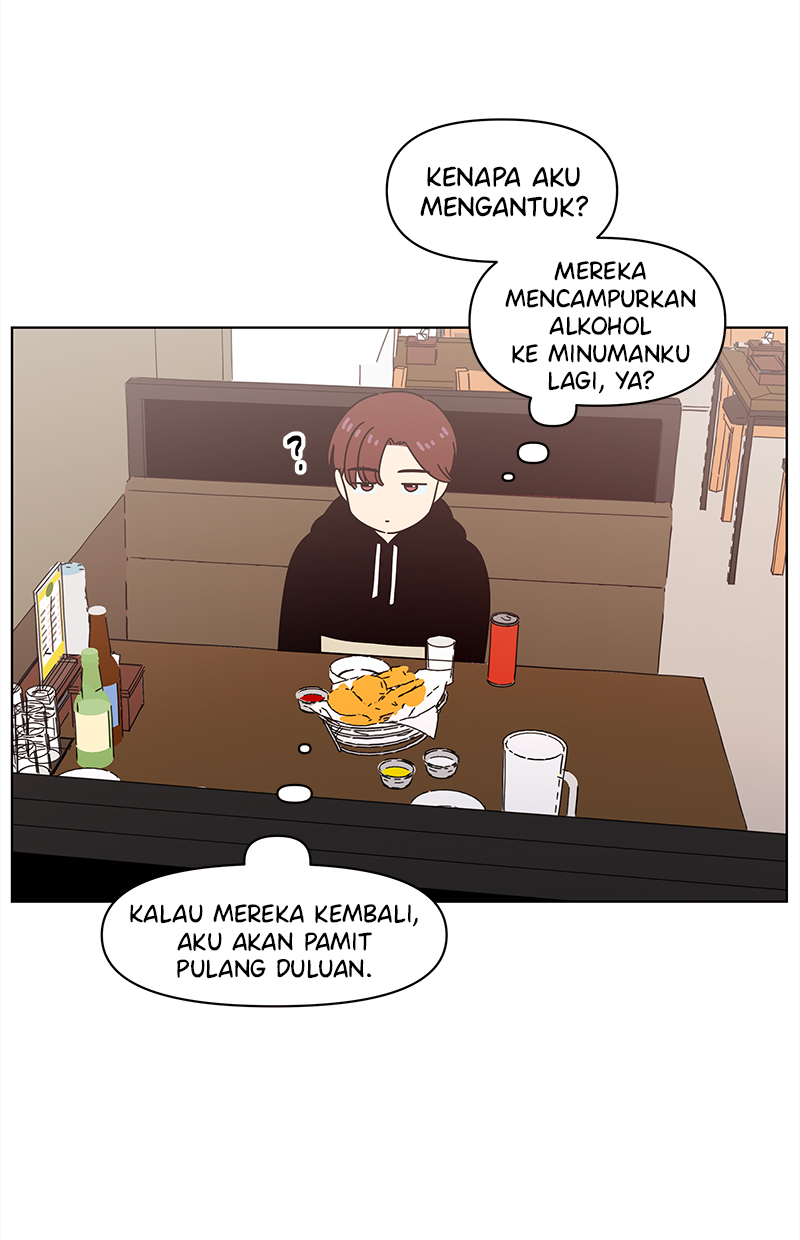 KENAPA AKU
MENGANTUK?
MEREKA
MENCAMPURKAN
ALKOHOL
KE MINUMANKU
LAGI, YA?
?
KALAU MEREKA KEMBALI,
AKU AKAN PAMIT
PULANG DULUAN.